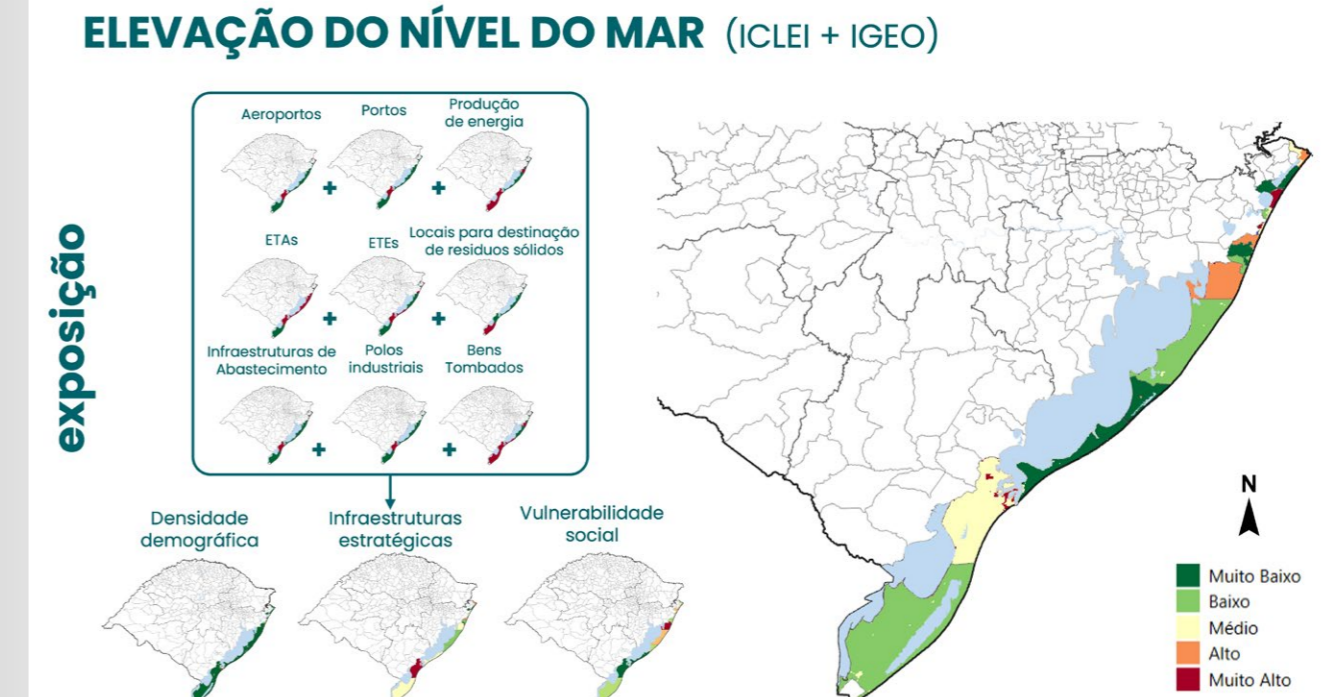 ELEVAÇÃO DO NÍVEL DO MAR (ICLEI + IGEO)
exposição
Aeroportos
Portos
Produção
de energia
ETAs
ETEs
Locais para destinação
de resíduos sólidos
Infraestruturas de
Abastecimento
Polos
industriais
Bens
Tombados
Densidade
demográfica
Infraestruturas
estratégicas
Vulnerabilidade
social
N
Muito Baixo
Baixo
Médio
Alto
Muito Alto